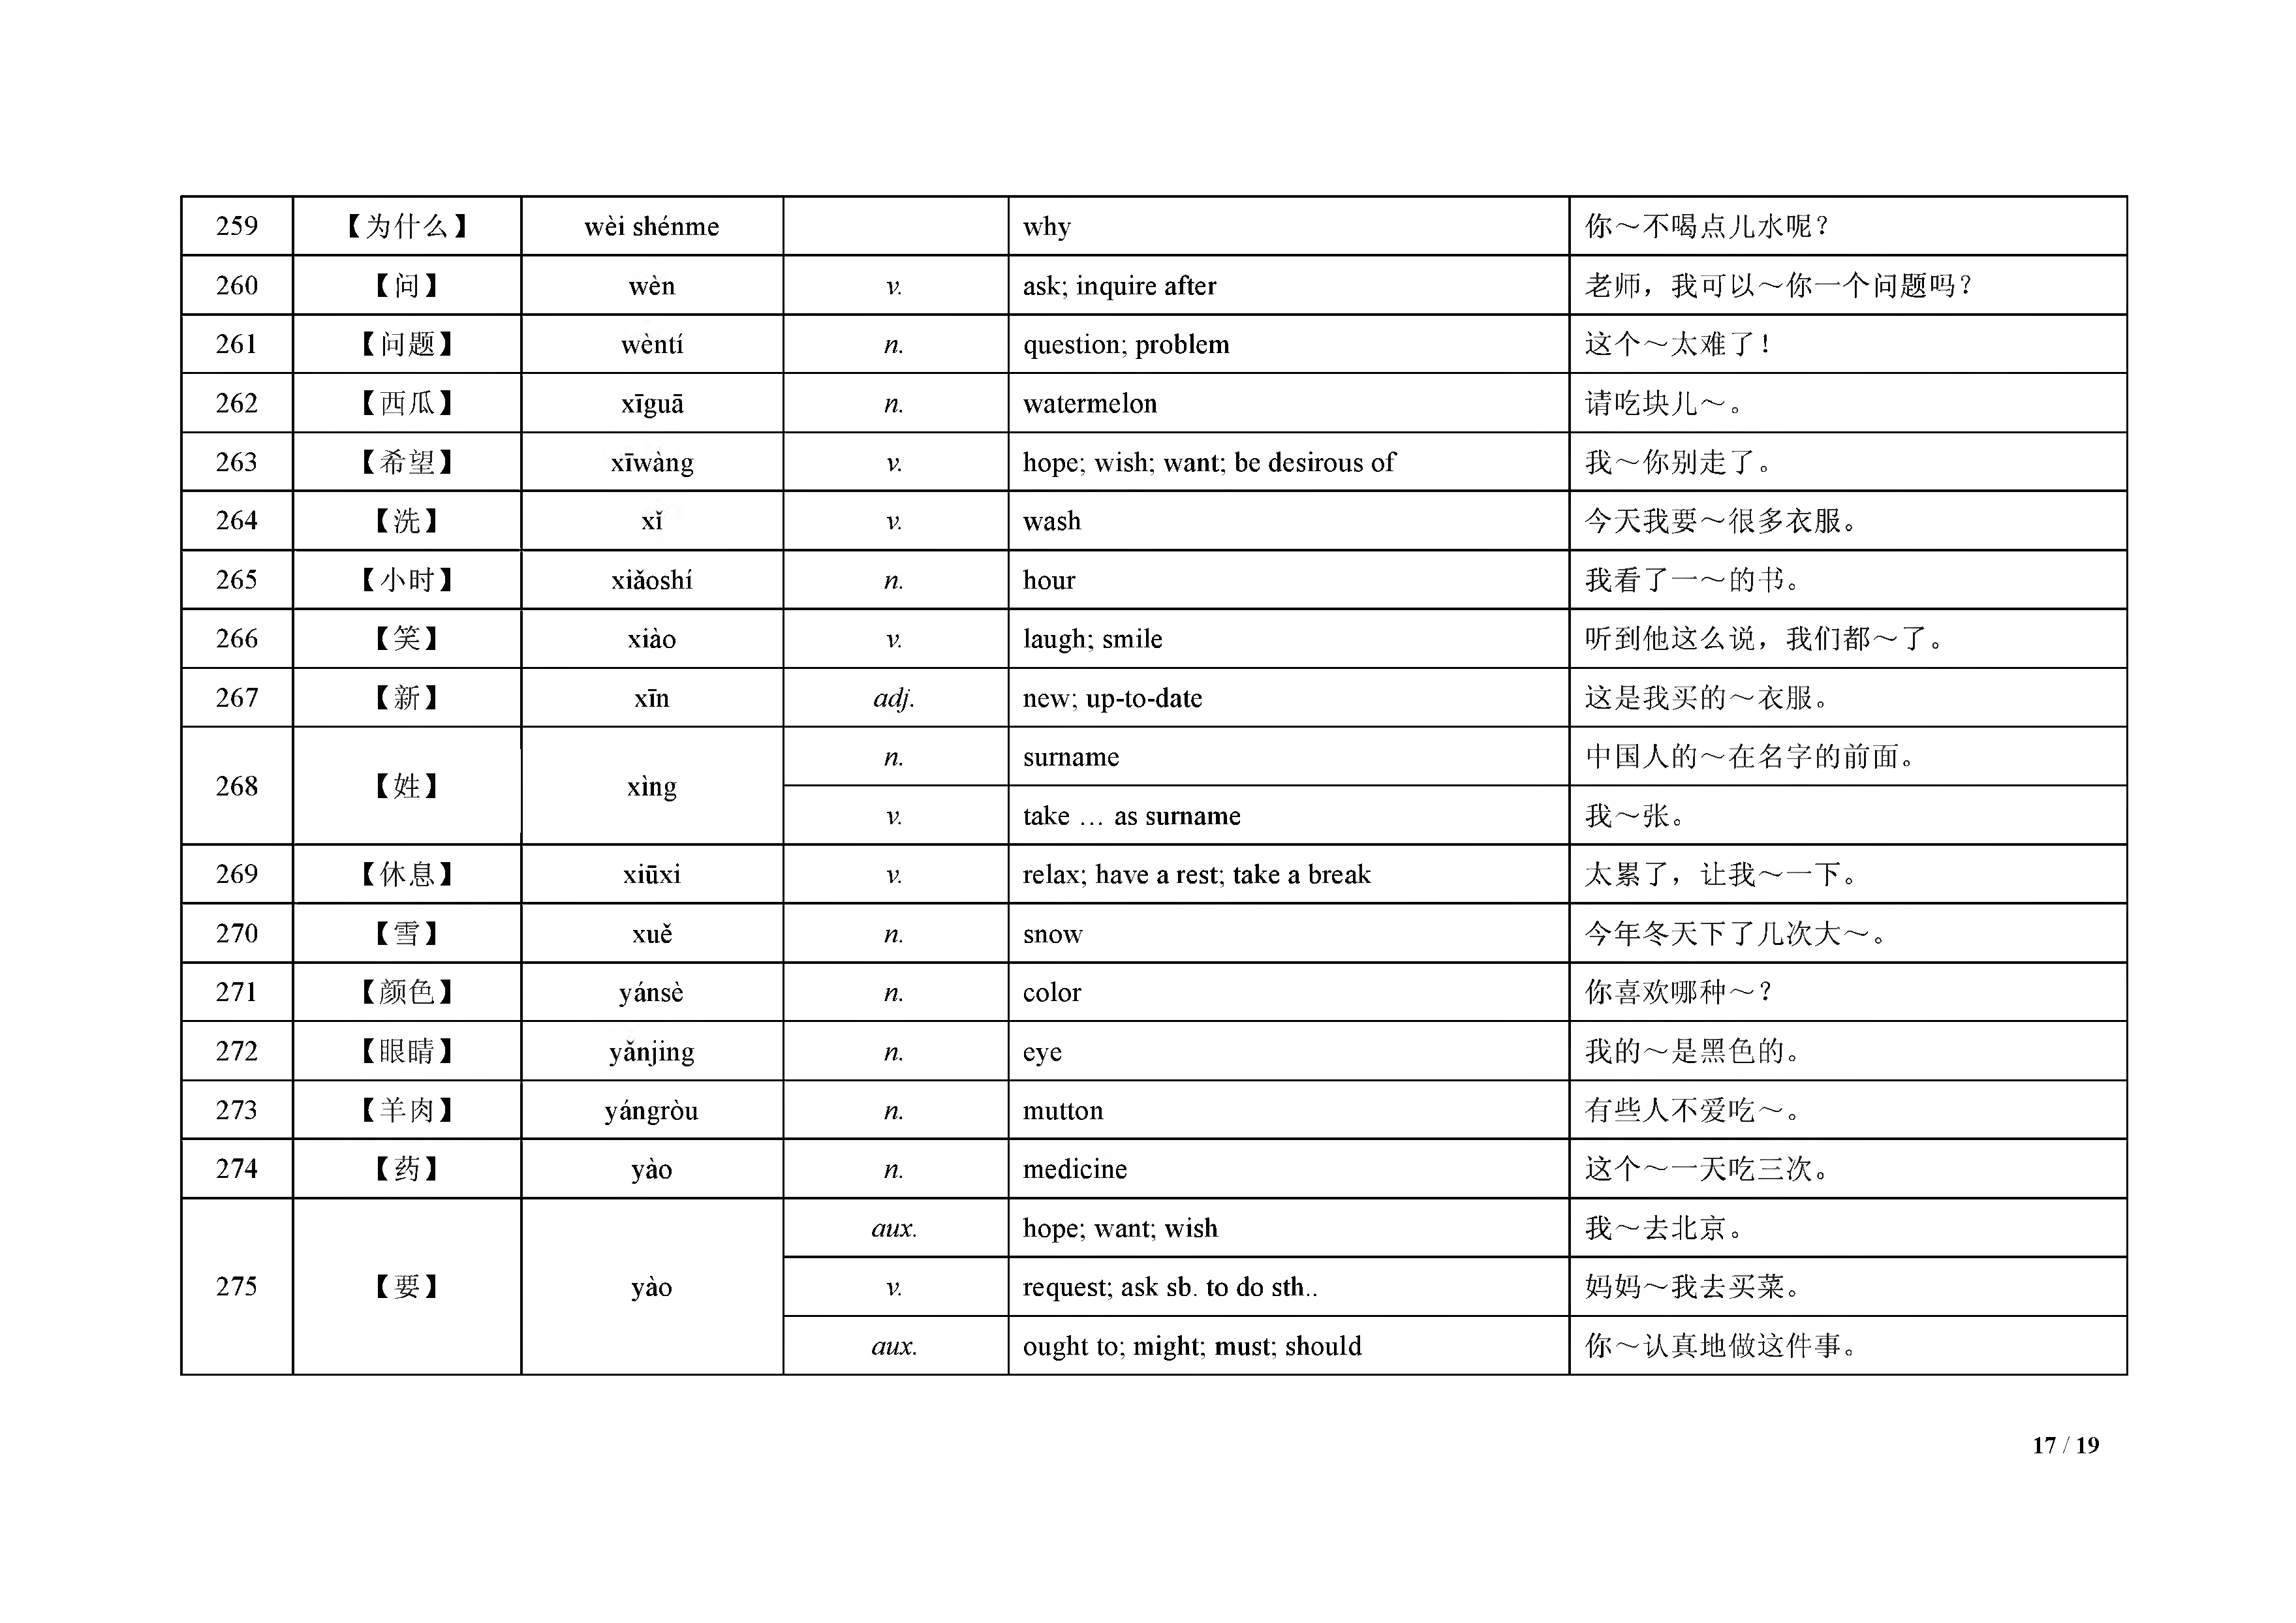 259 【为什么】 wèi shénme why 你～不喝点儿水呢？
260 【问】 wèn v. ask; inquire after 老师，我可以～你一个问题吗？
261 【问题】 wèntí n. question; problem 这个～太难了！
262 【西瓜】 xīguā n. watermelon 请吃块儿～。
263 【希望】 xīwàng v. hope; wish; want; be desirous of 我～你别走了。
264 【洗】 xǐ v. wash 今天我要～很多衣服。
265 【小时】 xiǎoshí n. hour 我看了一～的书。
266 【笑】 xiào v. laugh; smile 听到他这么说，我们都～了。
267 【新】 xīn adj. new; up-to-date 这是我买的～衣服。
268 【姓】 xìng n. surname 中国人的～在名字的前面。
v. take … as surname 我～张。
269 【休息】 xiūxi v. relax; have a rest; take a break 太累了，让我～一下。
270 【雪】 xuě n. snow 今年冬天下了几次大～。
271 【颜色】 yánsè n. color 你喜欢哪种～？
272 【眼睛】 yǎnjing n. eye 我的～是黑色的。
273 【羊肉】 yángròu n. mutton 有些人不爱吃～。
274 【药】 yào n. medicine 这个～一天吃三次。
275 【要】 yào aux. hope; want; wish 我～去北京。
v. request; ask sb. to do sth.. 妈妈～我去买菜。
aux. ought to; might; must; should 你～认真地做这件事。
17 / 19